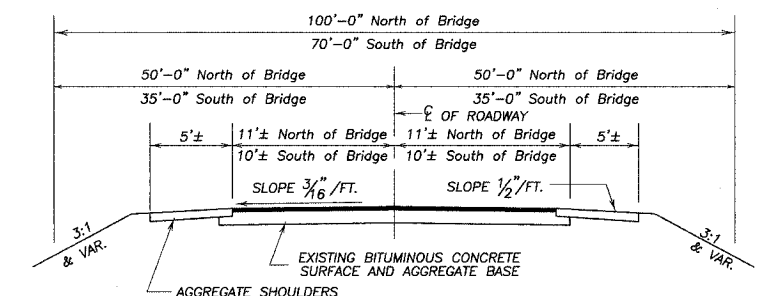 100'-0" North of Bridge
70'-0" South of Bridge
50'-0" North of Bridge
50'-0" North of Bridge
35'-0" South of Bridge
35'-0" South of Bridge
℄ OF ROADWAY
5'±
11'± North of Bridge
11'± North of Bridge
5'±
10'± South of Bridge
10'± South of Bridge
SLOPE 3/16"/FT.
SLOPE 1/2"/FT.
3:1
& VAR.
3:1
& VAR.
EXISTING BITUMINOUS CONCRETE
SURFACE AND AGGREGATE BASE
AGGREGATE SHOULDERS